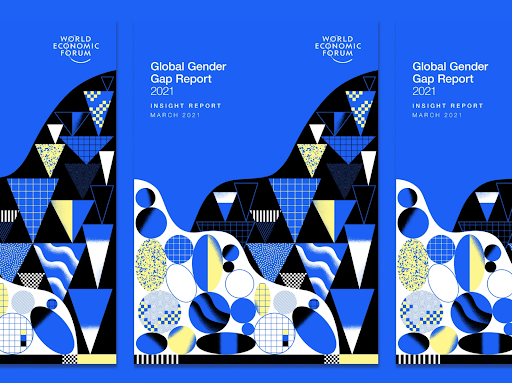 WORLD
ECONOMIC
FORUM
WORLD
ECONOMIC
FORUM
Global Gender
Gap Report
2021
INSIGHT REPORT
MARCH 2021
Global Gender
Gap Report
2021
INSIGHT REPORT
MARCH 2021